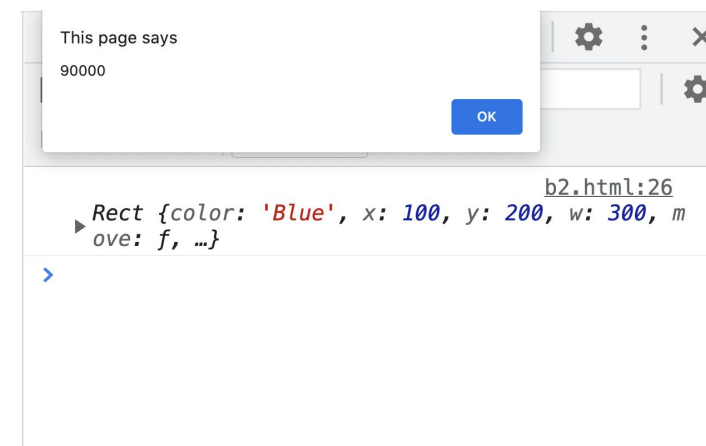 This page says
90000
OK
b2.html:26
Rect {color: 'Blue', x: 100, y: 200, w: 300, m
ove: ƒ, …}